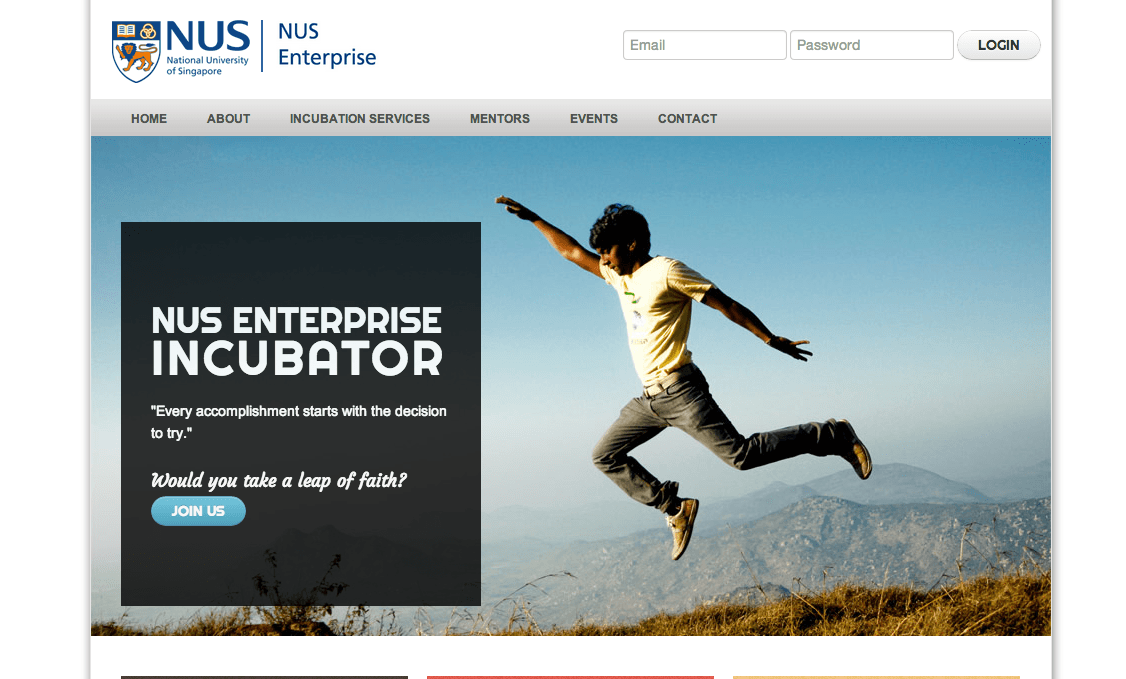 NUS
National University
of Singapore
NUS
Enterprise
Email
Password
LOGIN
HOME
ABOUT
INCUBATION SERVICES
MENTORS
EVENTS
CONTACT
NUS ENTERPRISE
INCUBATOR
"Every accomplishment starts with the decision
to try."
Would you take a leap of faith?
JOIN US